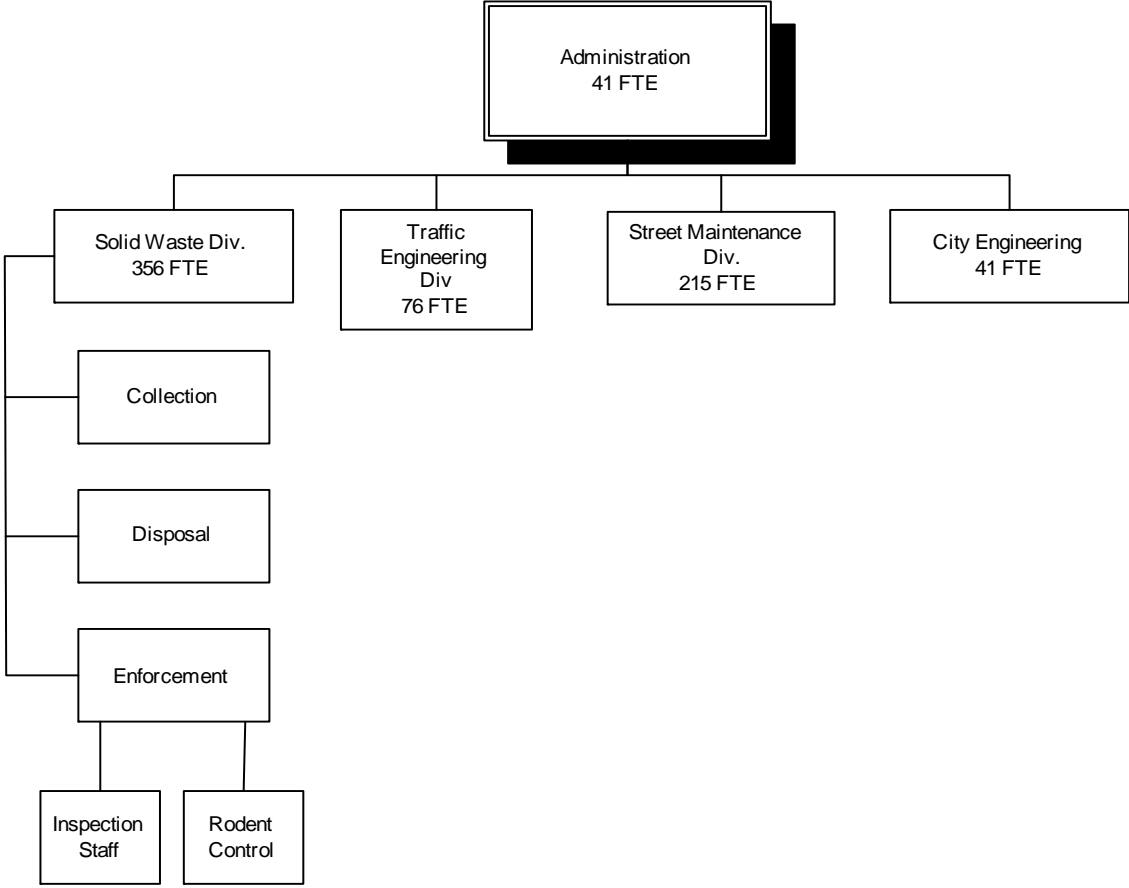 Administration
41 FTE
Solid Waste Div.
356 FTE
Traffic
Engineering
Div
76 FTE
Street Maintenance
Div.
215 FTE
City Engineering
41 FTE
Collection
Disposal
Enforcement
Inspection
Staff
Rodent
Control